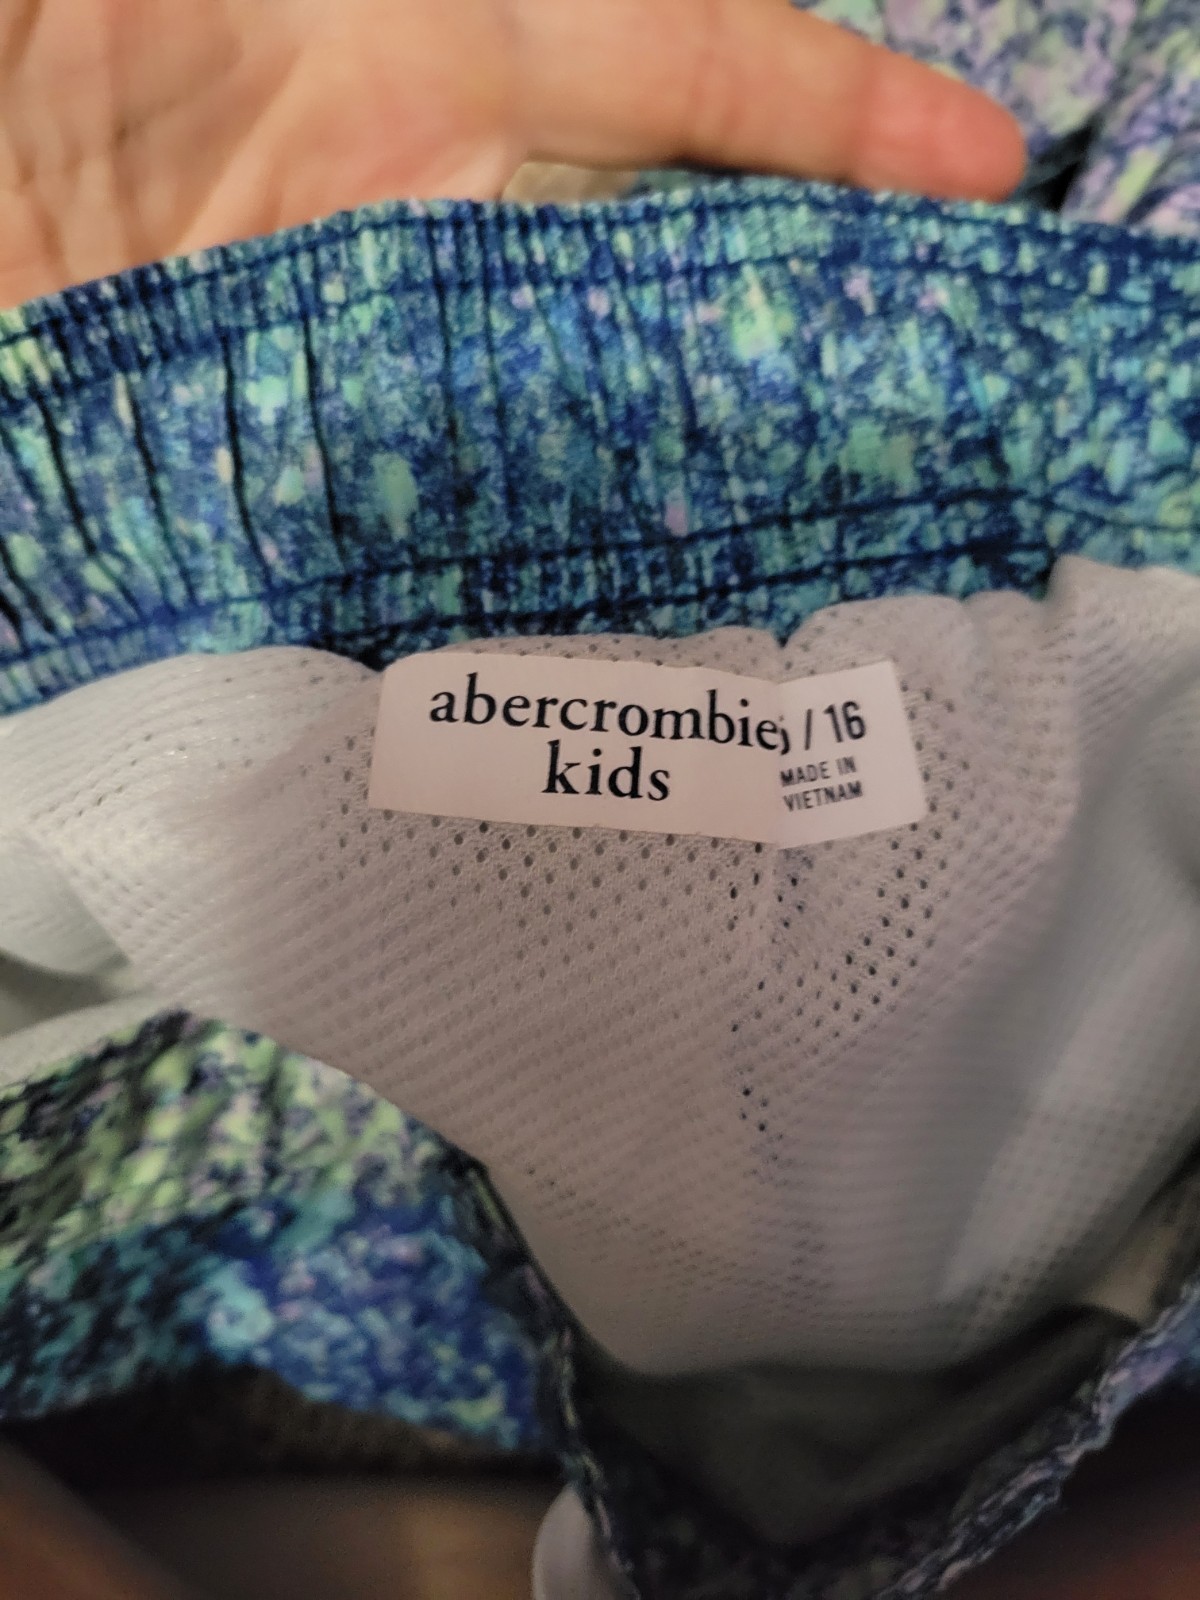 abercrombie
kids
/ 16
MADE IN
VIETNAM